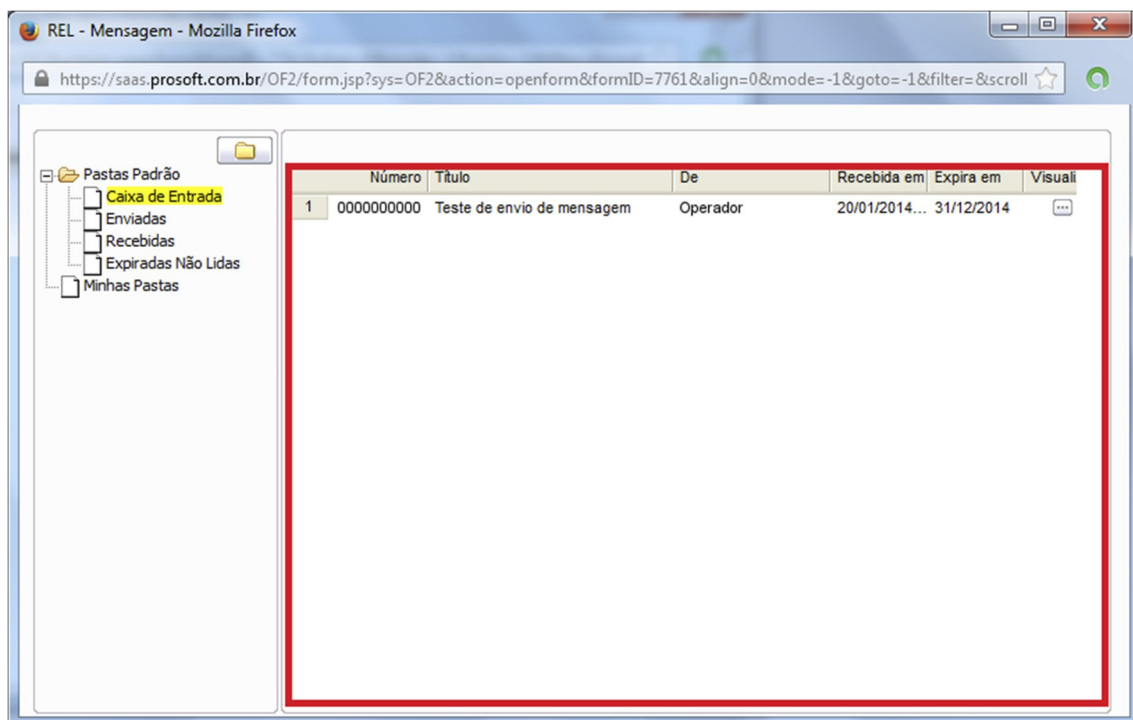 REL - Mensagem - Mozilla Firefox
https://saas.prosoft.com.br/OF2/form.jsp?sys=OF2&action=openform&formID=7761&align=0&mode=-1&goto=-1&filter=&scroll
Pastas Padrão
Caixa de Entrada
Enviadas
Recebidas
Expiradas Não Lidas
Minhas Pastas
Número Título De Recebida em Expira em Visuali
1 0000000000 Teste de envio de mensagem Operador 20/01/2014... 31/12/2014 ...